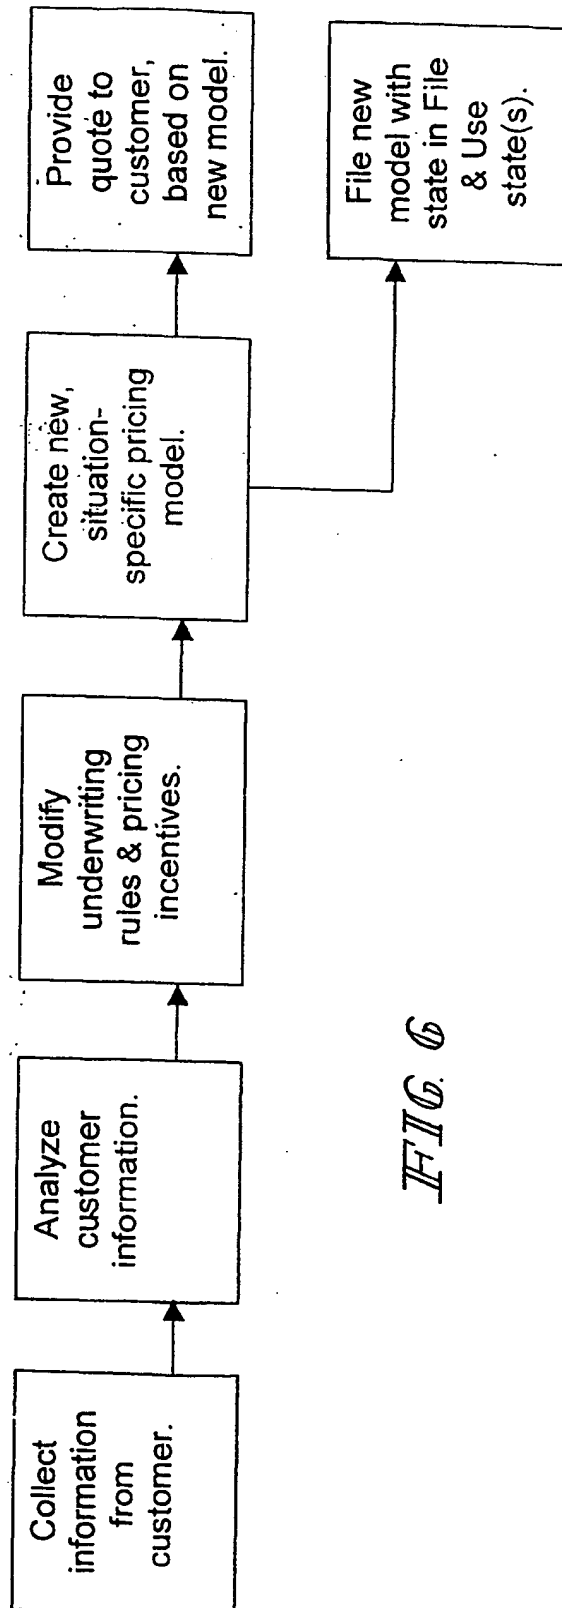 Collect
information
from
customer.
Analyze
customer
information.
Modify
underwriting
rules & pricing
incentives.
Create new,
situation-
specific pricing
model.
Provide
quote to
customer,
based on
new model.
File new
model with
state in File
& Use
state(s).
FIG. 6